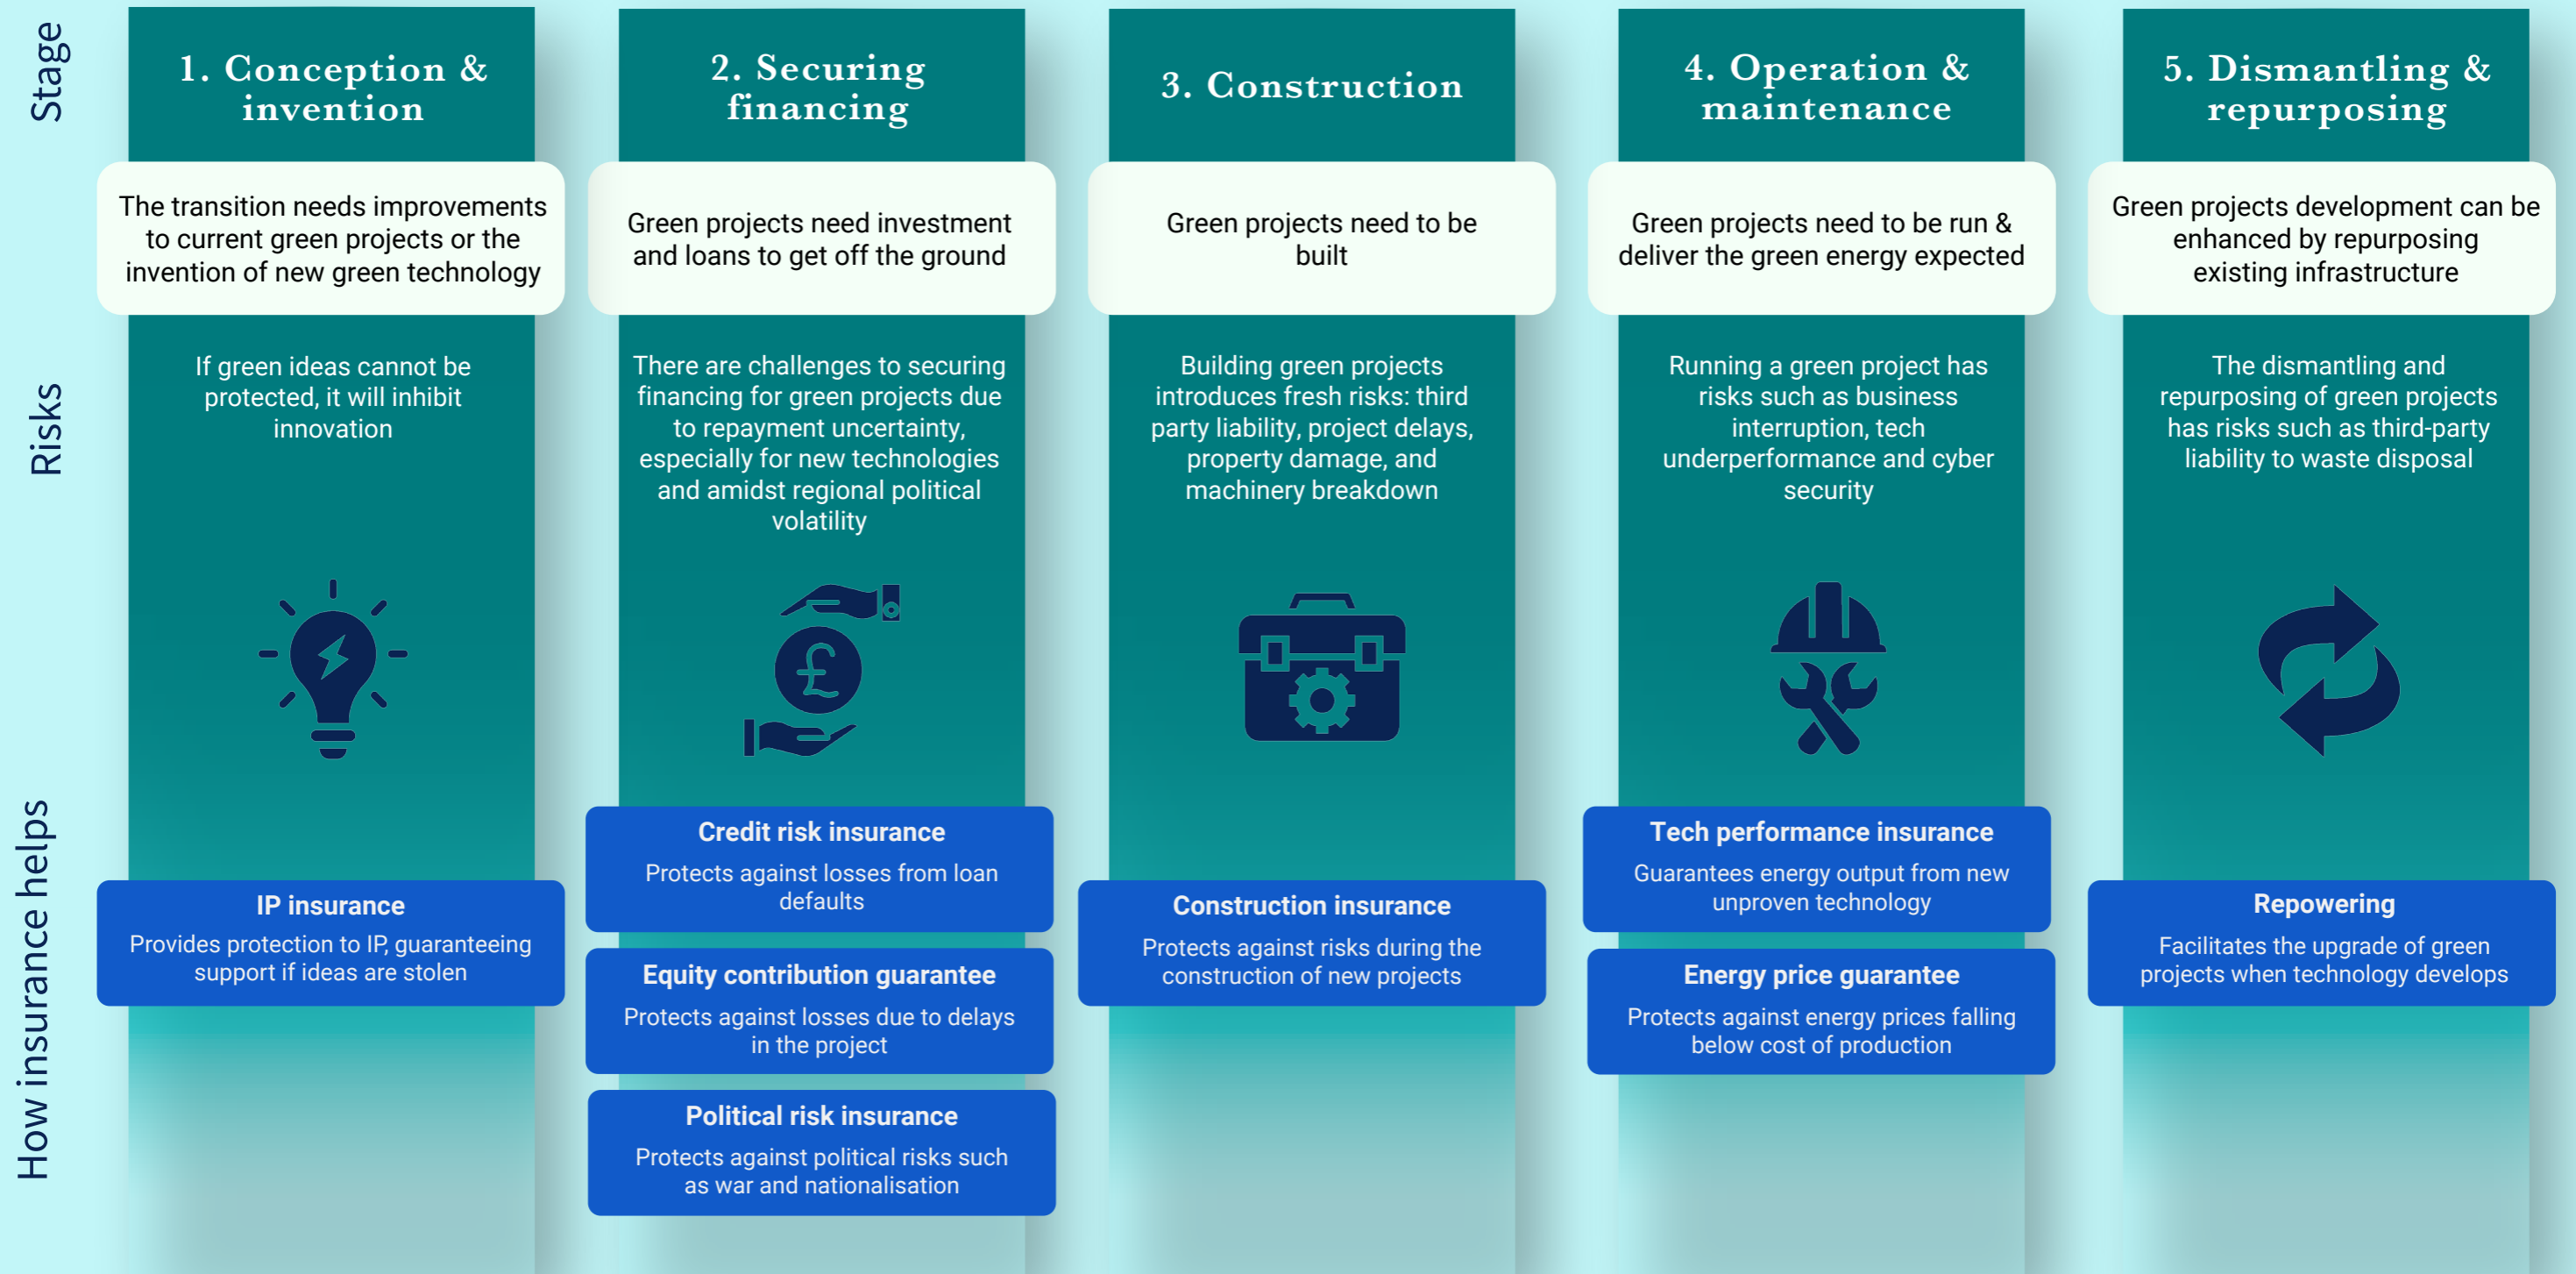 Stage
1. Conception &
invention
The transition needs improvements
to current green projects or the
invention of new green technology
2. Securing
financing
Green projects need investment
and loans to get off the ground
3. Construction
Green projects need to be
built
4. Operation &
maintenance
Green projects need to be run &
deliver the green energy expected
5. Dismantling &
repurposing
Green projects development can be
enhanced by repurposing
existing infrastructure
Risks
If green ideas cannot be
protected, it will inhibit
innovation
There are challenges to securing
financing for green projects due
to repayment uncertainty,
especially for new technologies
and amidst regional political
volatility
Building green projects
introduces fresh risks: third
party liability, project delays,
property damage, and
machinery breakdown
Running a green project has
risks such as business
interruption, tech
underperformance and cyber
security
The dismantling and
repurposing of green projects
has risks such as third-party
liability to waste disposal
£
How insurance helps
IP insurance
Provides protection to IP, guaranteeing
support if ideas are stolen
Credit risk insurance
Protects against losses from loan
defaults
Equity contribution guarantee
Protects against losses due to delays
in the project
Political risk insurance
Protects against political risks such
as war and nationalisation
Construction insurance
Protects against risks during the
construction of new projects
Tech performance insurance
Guarantees energy output from new
unproven technology
Energy price guarantee
Protects against energy prices falling
below cost of production
Repowering
Facilitates the upgrade of green
projects when technology develops